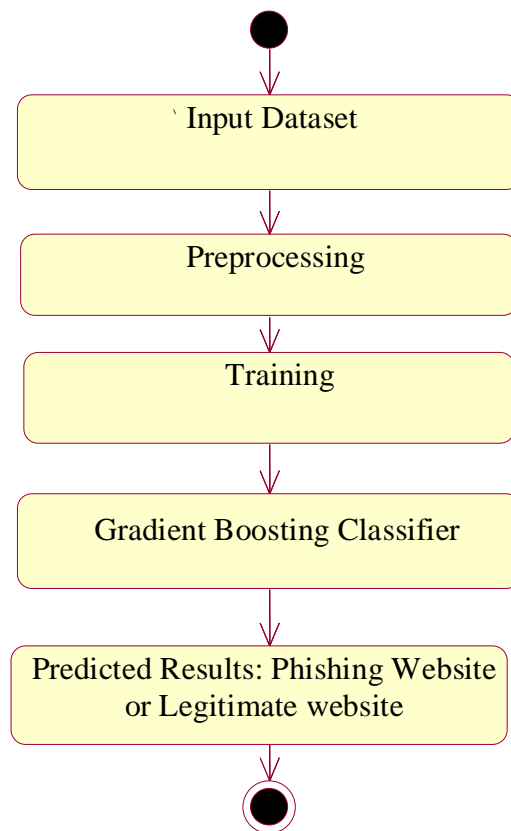 Input Dataset
Preprocessing
Training
Gradient Boosting Classifier
Predicted Results: Phishing Website
or Legitimate website